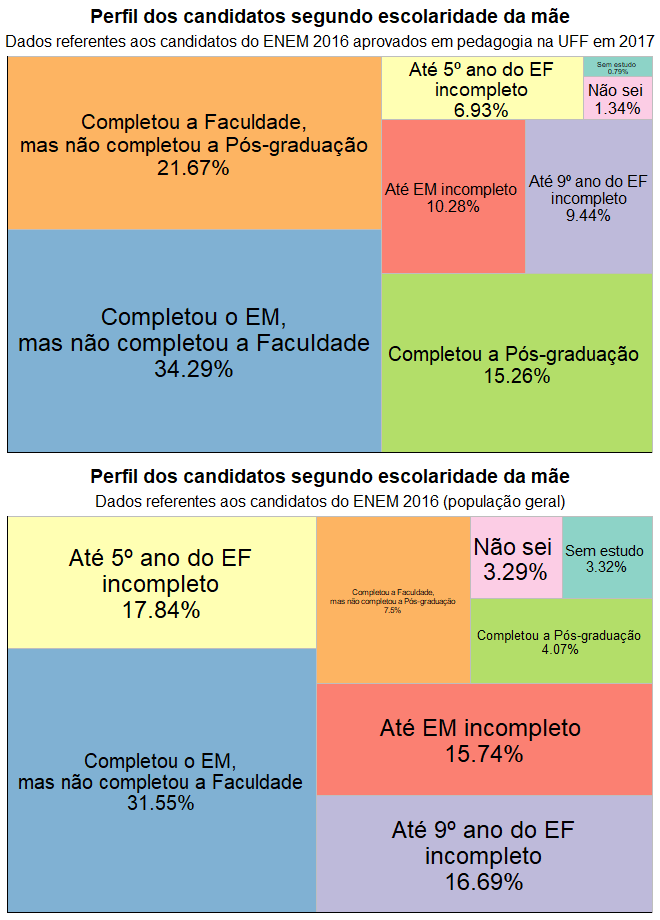 Perfil dos candidatos segundo escolaridade da mãe
Dados referentes aos candidatos do ENEM 2016 aprovados em pedagogia na UFF em 2017
Completou a Faculdade,
mas não completou a Pós-graduação
21.67%
Até 5º ano do EF
incompleto
6.93%
Sem estudo
0.79%
Não sei
1.34%
Até EM incompleto
10.28%
Até 9º ano do EF
incompleto
9.44%
Completou o EM,
mas não completou a Faculdade
34.29%
Completou a Pós-graduação
15.26%
Perfil dos candidatos segundo escolaridade da mãe
Dados referentes aos candidatos do ENEM 2016 (população geral)
Até 5º ano do EF
incompleto
17.84%
Completou a Faculdade,
mas não completou a Pós-graduação
7.5%
Não sei
3.29%
Sem estudo
3.32%
Completou a Pós-graduação
4.07%
Completou o EM,
mas não completou a Faculdade
31.55%
Até EM incompleto
15.74%
Até 9º ano do EF
incompleto
16.69%